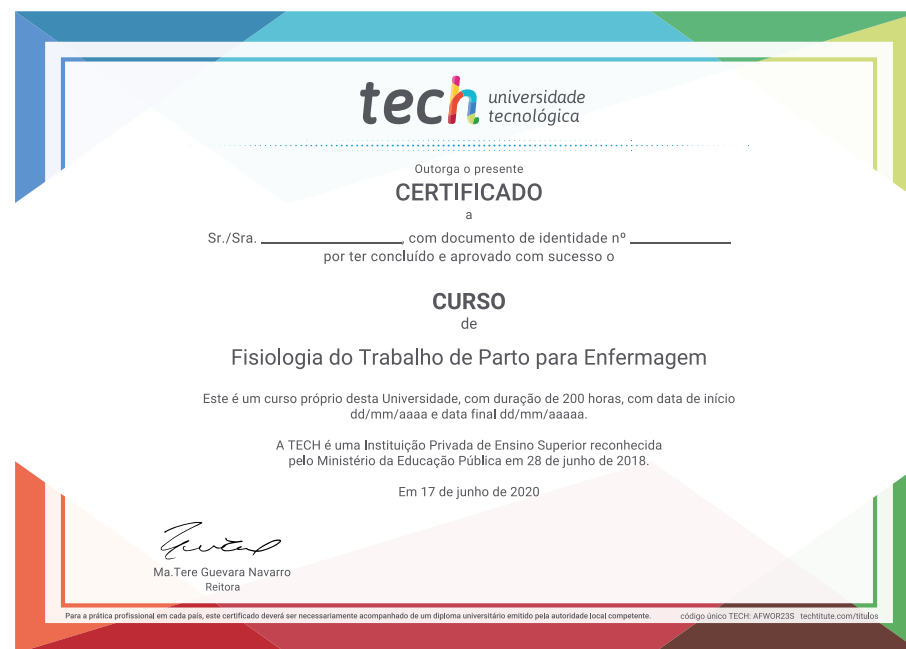 tech universidade
tecnológica
Outorga o presente
CERTIFICADO
a
Sr./Sra. , com documento de identidade nº
por ter concluído e aprovado com sucesso o
CURSO
de
Fisiologia do Trabalho de Parto para Enfermagem
Este é um curso próprio desta Universidade, com duração de 200 horas, com data de início
dd/mm/aaaa e data final dd/mm/aaaaa.
A TECH é uma Instituição Privada de Ensino Superior reconhecida
pelo Ministério da Educação Pública em 28 de junho de 2018.
Em 17 de junho de 2020
Ma.Tere Guevara Navarro
Reitora
Para a prática profissional em cada país, este certificado deverá ser necessariamente acompanhado de um diploma universitário emitido pela autoridade local competente. código único TECH: AFWOR23S techtitute.com/titulos